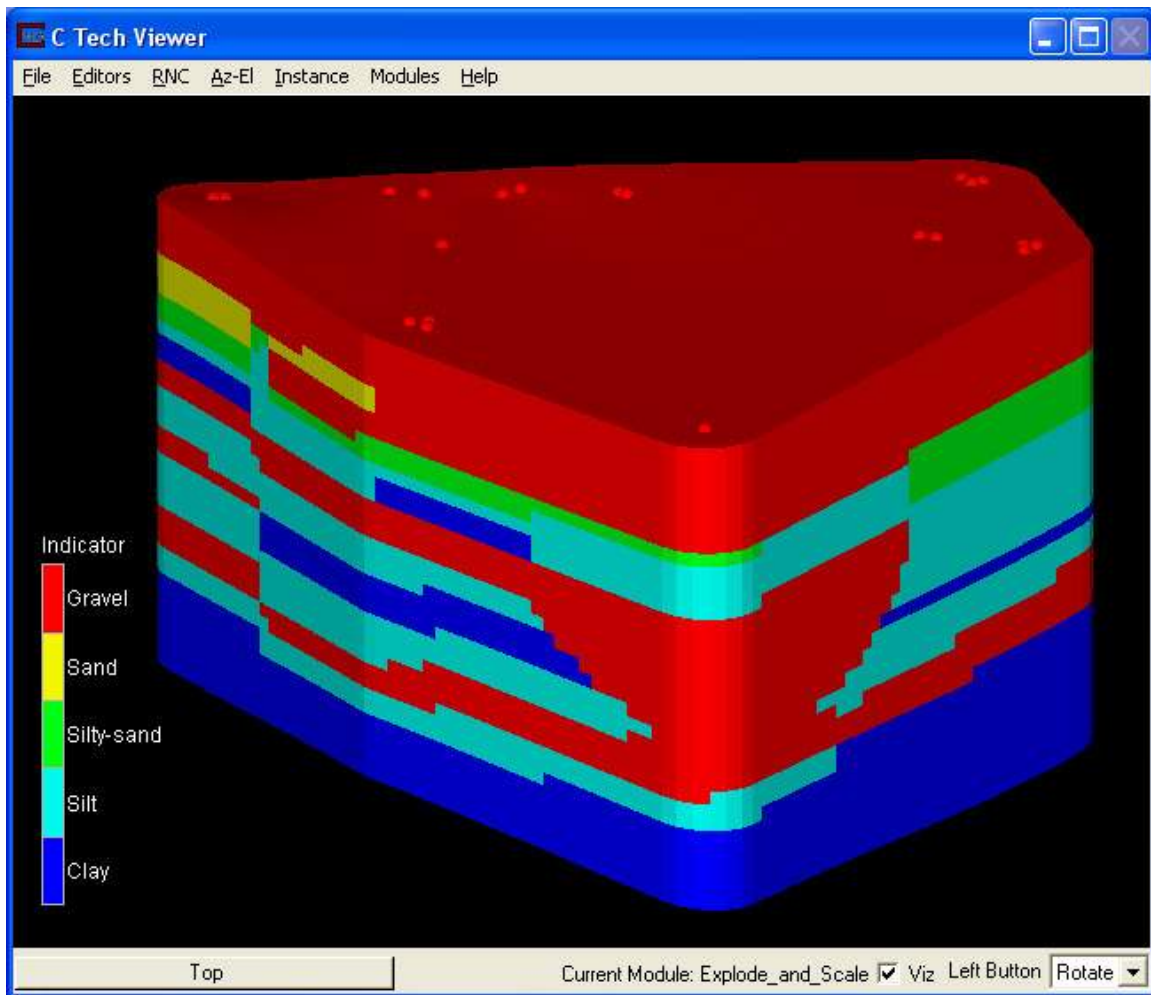 C Tech Viewer
File Editors RNC Az-El Instance Modules Help
Indicator
Gravel
Sand
Silty-sand
Silt
Clay
Top Current Module: Explode_and_Scale Viz Left Button Rotate